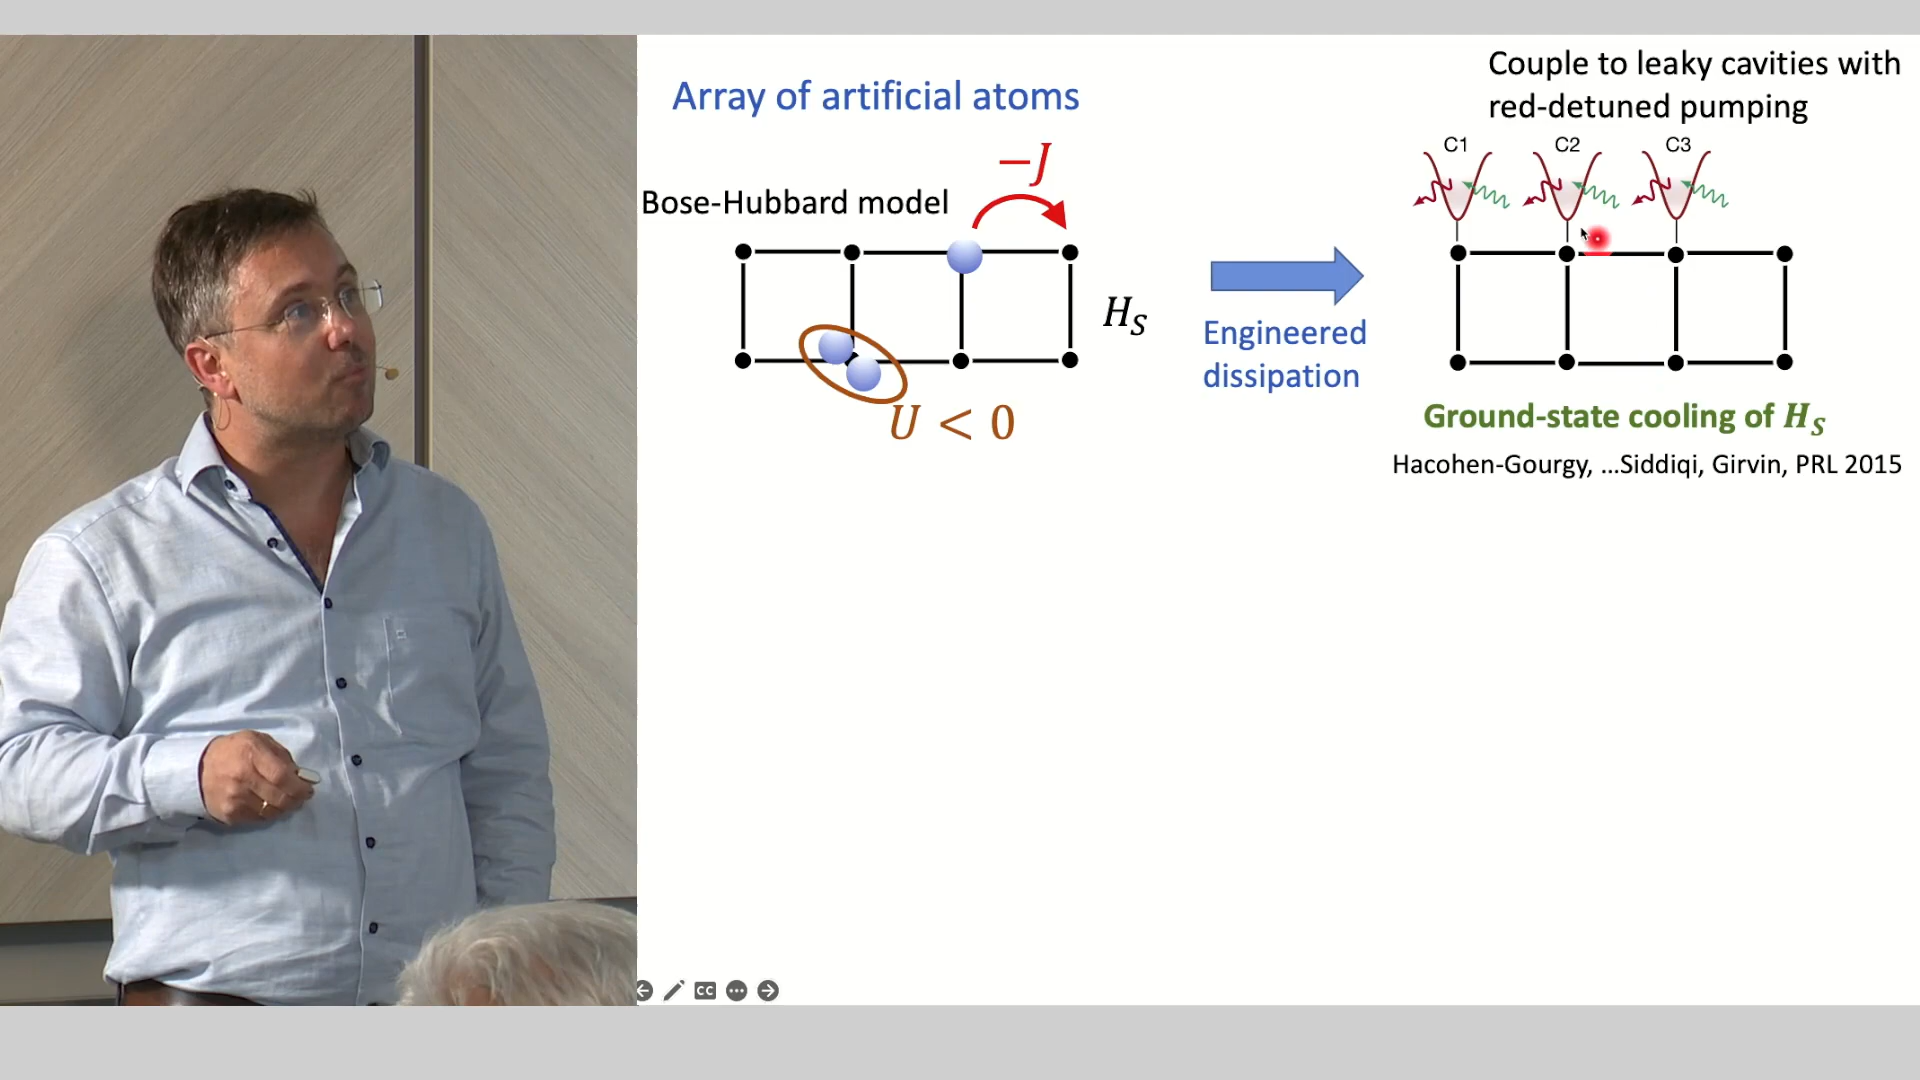 Array of artificial atoms
−J
Bose-Hubbard model
H_S
U < 0
Engineered
dissipation
Couple to leaky cavities with
red-detuned pumping
C1 C2 C3
Ground-state cooling of H_S
Hacohen-Gourgy, ...Siddiqi, Girvin, PRL 2015
CC